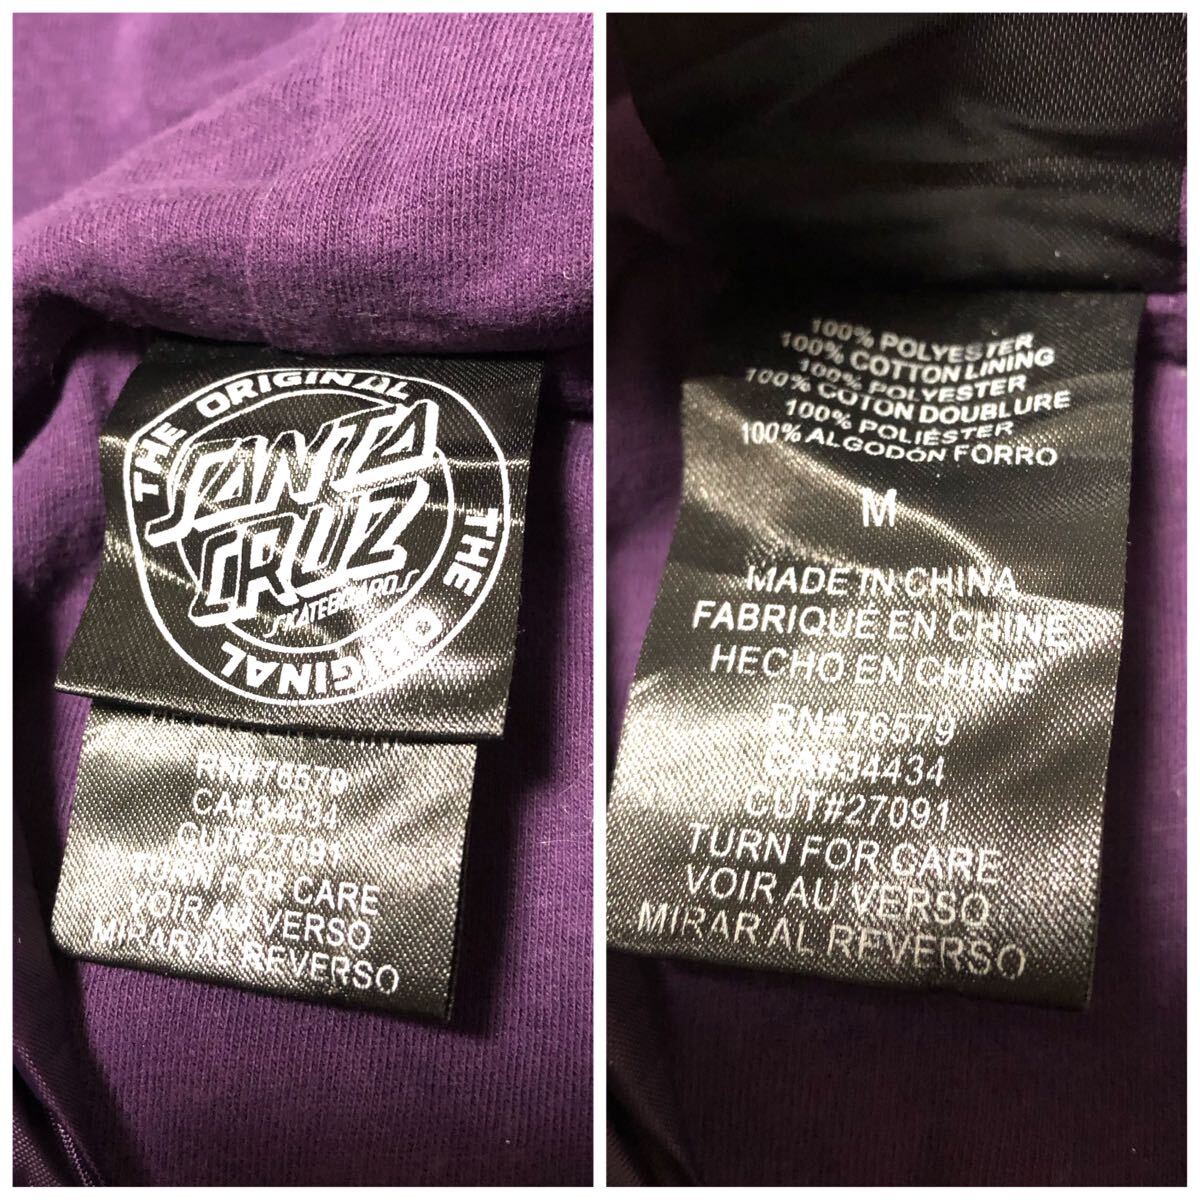 THE ORIGINAL
SANTA
CRUZ
SKATEBOARDS
THE ORIGINAL
RN#76579
CA#34434
CUT#27091
TURN FOR CARE
VOIR AU VERSO
MIRAR AL REVERSO
100% POLYESTER
100% COTTON LINING
100% POLYESTER
100% COTON DOUBLURE
100% POLIÉSTER
100% ALGODÓN FORRO
M
MADE IN CHINA
FABRIQUÉ EN CHINE
HECHO EN CHINE
RN#76579
CA#34434
CUT#27091
TURN FOR CARE
VOIR AU VERSO
MIRAR AL REVERSO